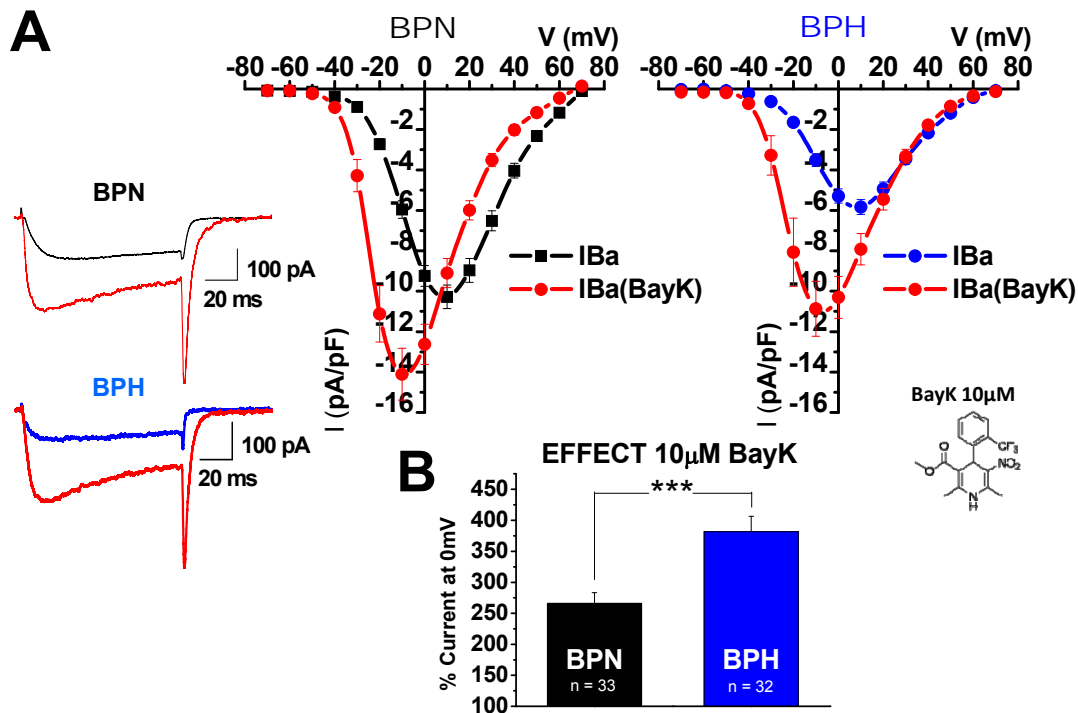 A
BPN
V (mV)
-80 -60 -40 -20 0 20 40 60 80
-2
-4
-6
-8
-10
-12
-14
-16
I (pA/pF)
IBa
IBa(BayK)
BPH
V (mV)
-80 -60 -40 -20 0 20 40 60 80
-2
-4
-6
-8
-10
-12
-14
-16
I (pA/pF)
IBa
IBa(BayK)
BPN
100 pA
20 ms
BPH
100 pA
20 ms
BayK 10µM
CF3
O
O
NO2
N
H
B
EFFECT 10µM BayK
% Current at 0mV
450
400
350
300
250
200
150
100
***
BPN
n = 33
BPH
n = 32